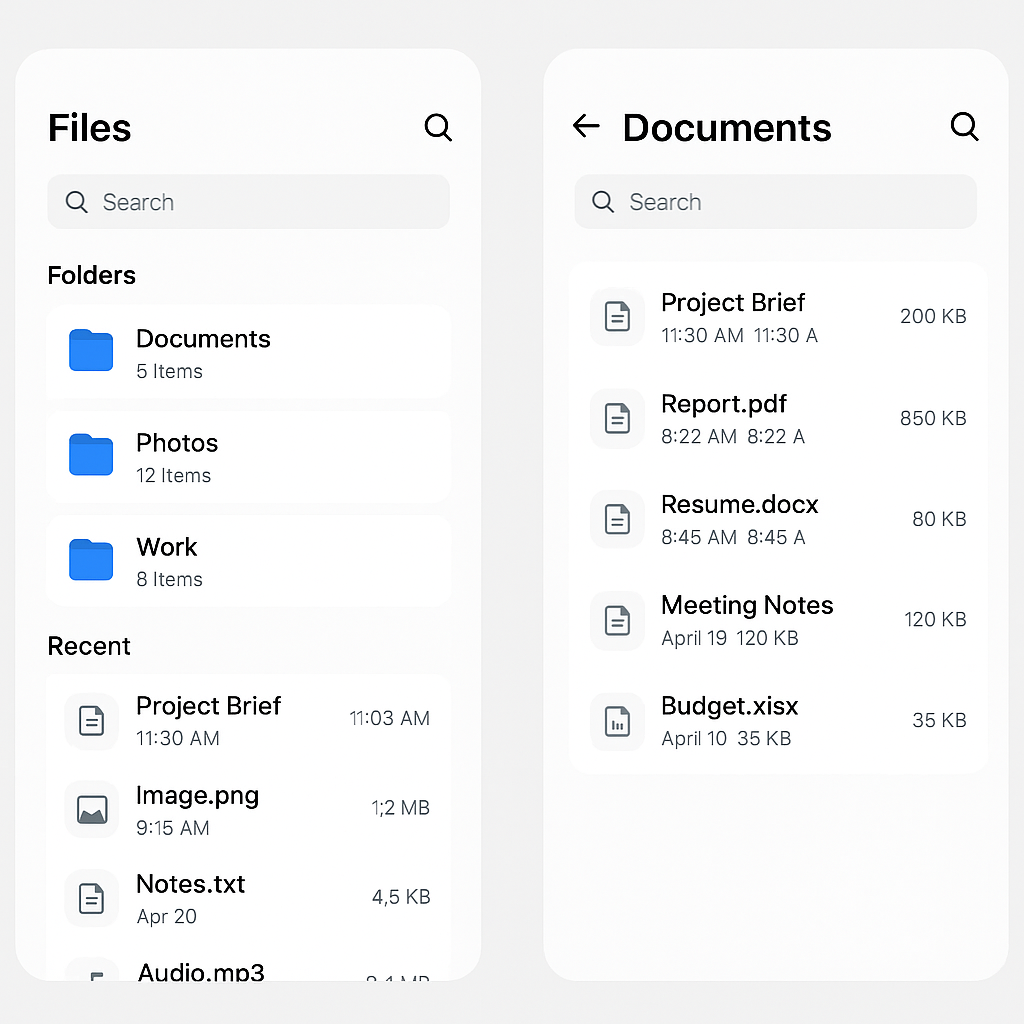 Files
Search
Folders
Documents
5 Items
Photos
12 Items
Work
8 Items
Recent
Project Brief
11:30 AM
11:03 AM
Image.png
9:15 AM
1;2 MB
Notes.txt
Apr 20
4,5 KB
Audio.mp3
Documents
Search
Project Brief
11:30 AM 11:30 A
200 KB
Report.pdf
8:22 AM 8:22 A
850 KB
Resume.docx
8:45 AM 8:45 A
80 KB
Meeting Notes
April 19 120 KB
120 KB
Budget.xisx
April 10 35 KB
35 KB